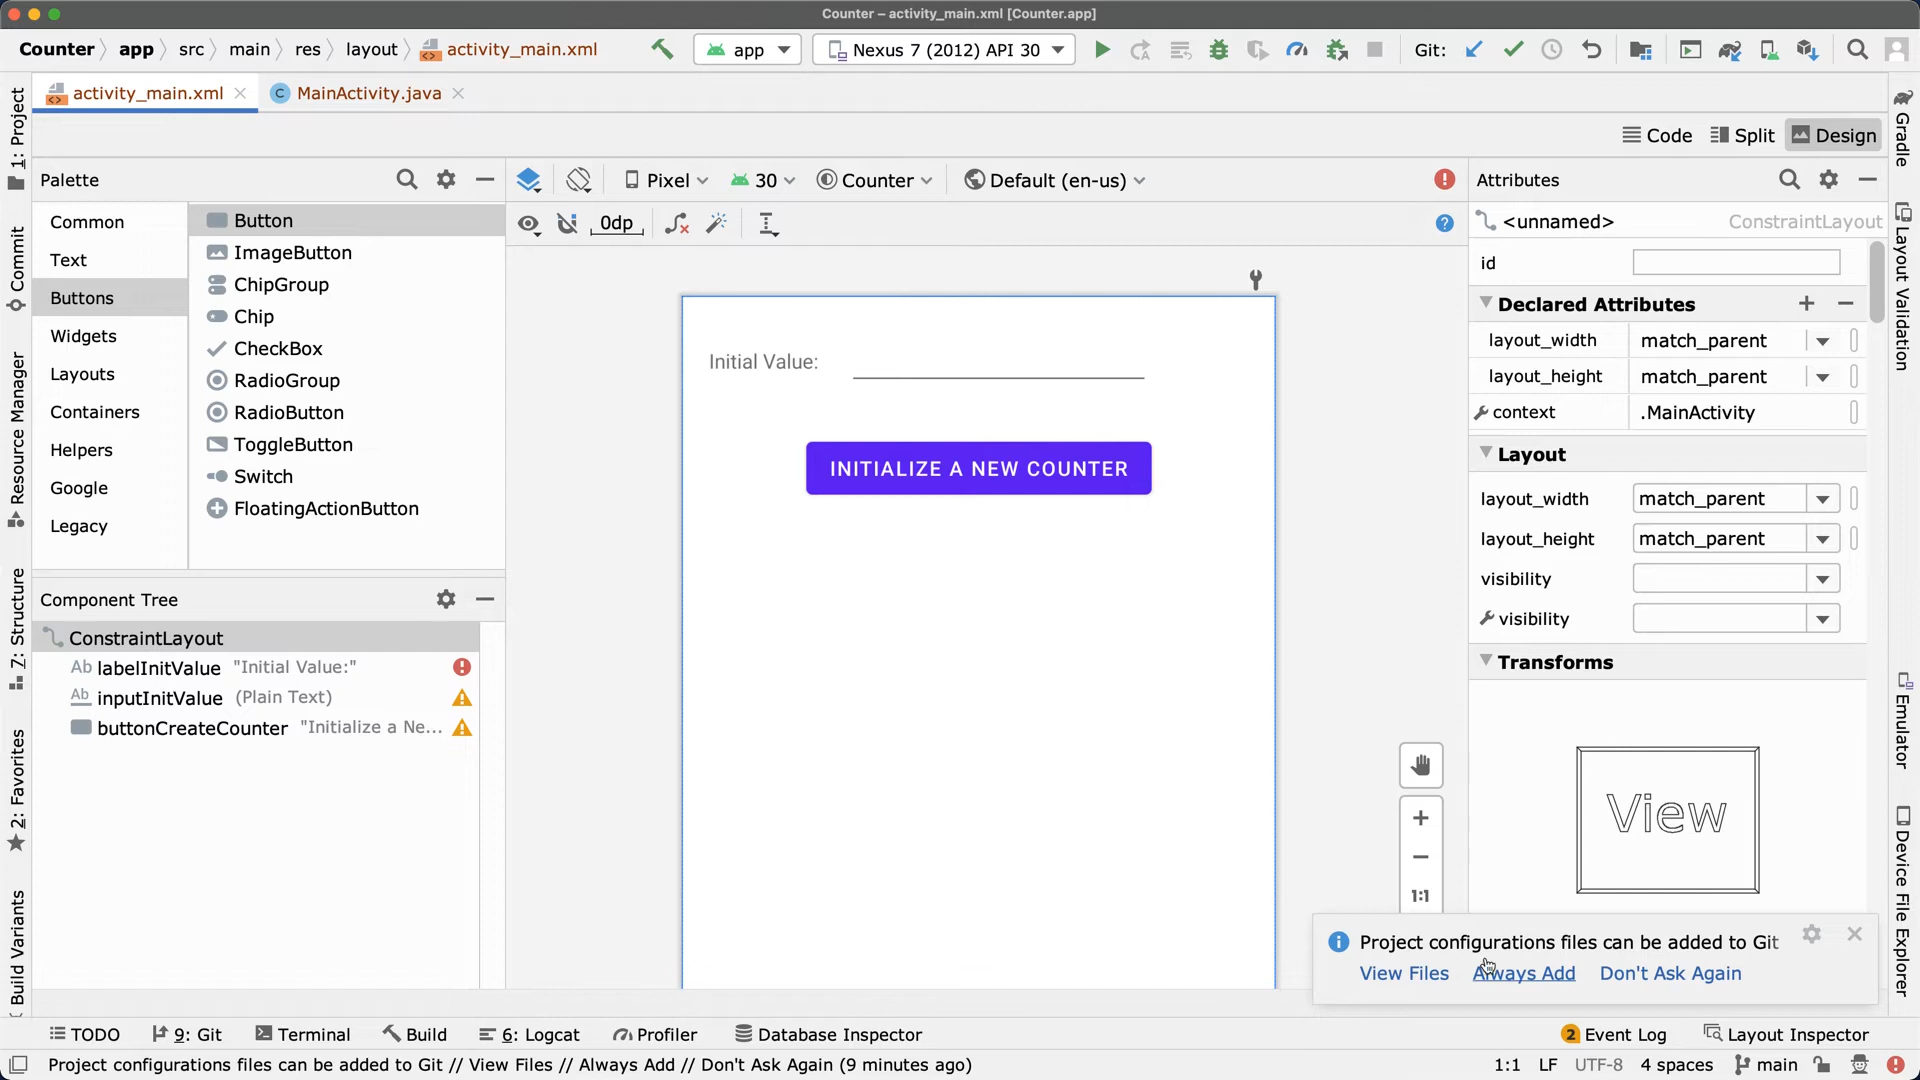 Counter – activity_main.xml [Counter.app]
Counter app src main res layout activity_main.xml app Nexus 7 (2012) API 30 Git:
activity_main.xml MainActivity.java
Code Split Design
Palette
Common
Text
Buttons
Widgets
Layouts
Containers
Helpers
Google
Legacy
Button
ImageButton
ChipGroup
Chip
CheckBox
RadioGroup
RadioButton
ToggleButton
Switch
FloatingActionButton
Component Tree
ConstraintLayout
Ab labelInitValue "Initial Value:"
Ab inputInitValue (Plain Text)
buttonCreateCounter "Initialize a Ne...
Pixel 30 Counter Default (en-us)
0dp
Initial Value:
INITIALIZE A NEW COUNTER
1:1
Attributes
<unnamed> ConstraintLayout
id
Declared Attributes
layout_width match_parent
layout_height match_parent
context .MainActivity
Layout
layout_width match_parent
layout_height match_parent
visibility
visibility
Transforms
View
Project configurations files can be added to Git
View Files Always Add Don't Ask Again
1: Project
Commit
Resource Manager
7: Structure
2: Favorites
Build Variants
Gradle
Layout Validation
Emulator
Device File Explorer
TODO 9: Git Terminal Build 6: Logcat Profiler Database Inspector 2 Event Log Layout Inspector
Project configurations files can be added to Git // View Files // Always Add // Don't Ask Again (9 minutes ago) 1:1 LF UTF-8 4 spaces main